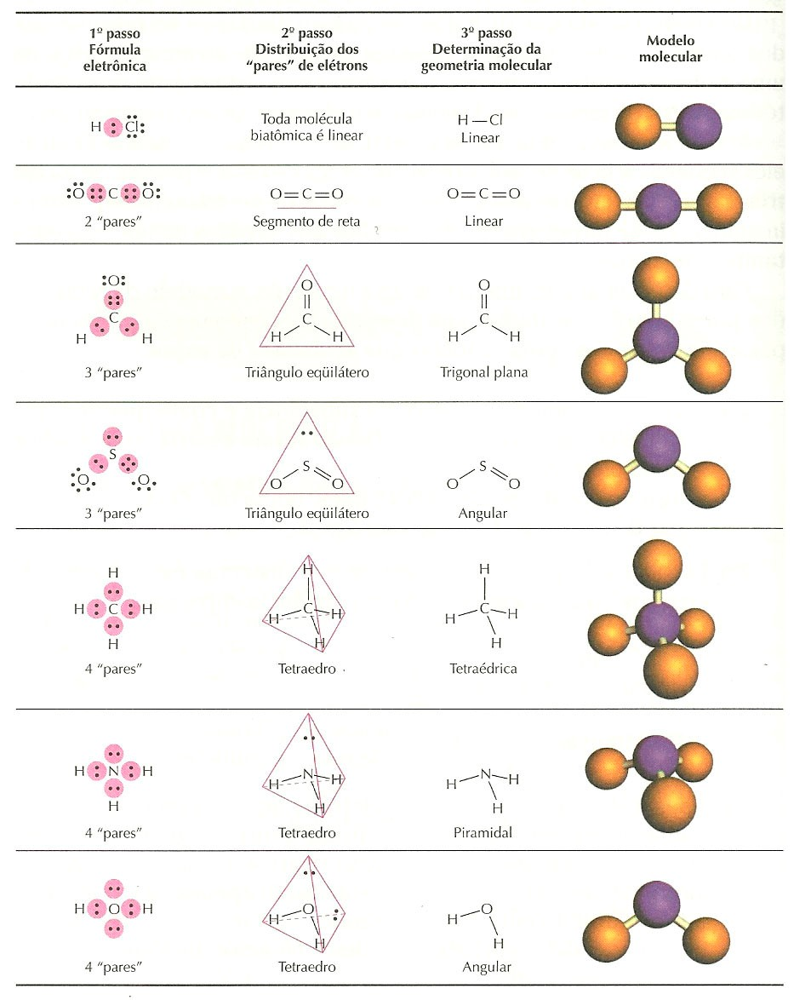 1º passo
Fórmula
eletrônica
2º passo
Distribuição dos
“pares” de elétrons
3º passo
Determinação da
geometria molecular
Modelo
molecular
H Cl
Toda molécula
biatômica é linear
H — Cl
Linear
O C O
2 “pares”
O=C=O
Segmento de reta
O=C=O
Linear
O
C
H H
3 “pares”
O
C
H H
Triângulo eqüilátero
O
C
H H
Trigonal plana
S
O O
3 “pares”
S
O O
Triângulo eqüilátero
S
O O
Angular
H
H C H
H
4 “pares”
H
H C H
H
Tetraedro
H
H C H
H
Tetraédrica
H N H
H
4 “pares”
H N H
H
Tetraedro
H N H
H
Piramidal
H O H
4 “pares”
H O
H
Tetraedro
H O
H
Angular